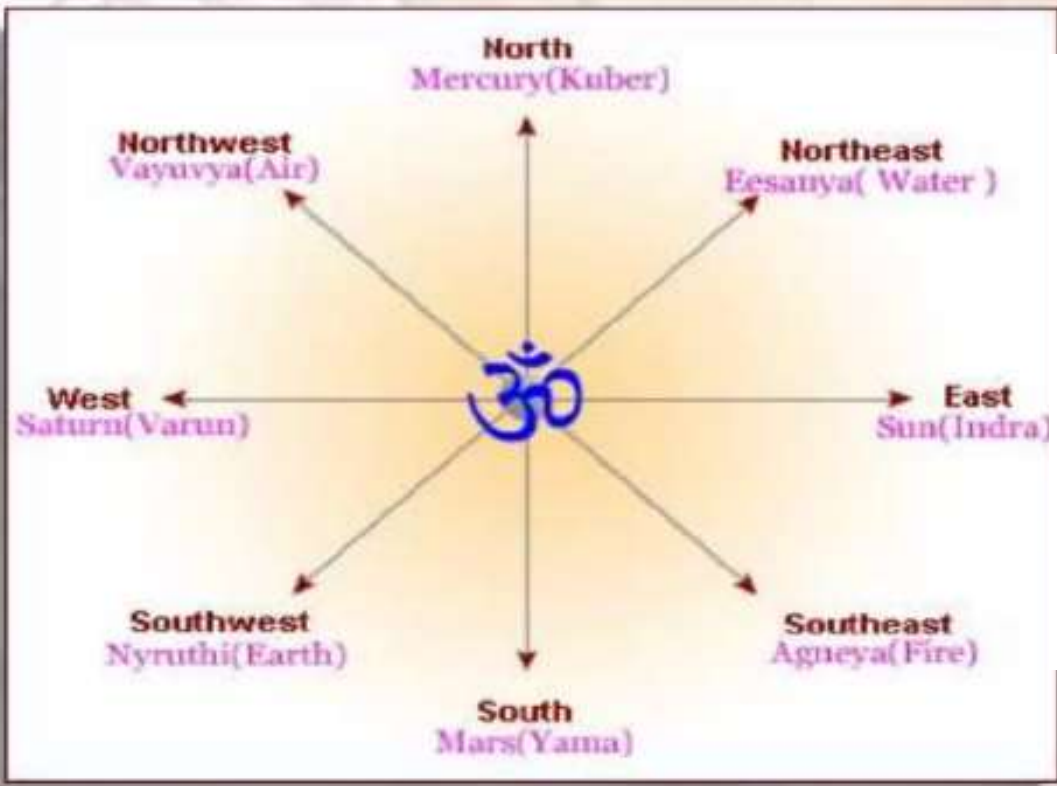 North
Mercury(Kuber)
Northwest
Vayuvya(Air)
Northeast
Eesanya( Water )
ॐ
West
Saturn(Varun)
East
Sun(Indra)
Southwest
Nyruthi(Earth)
Southeast
Agneya(Fire)
South
Mars(Yama)